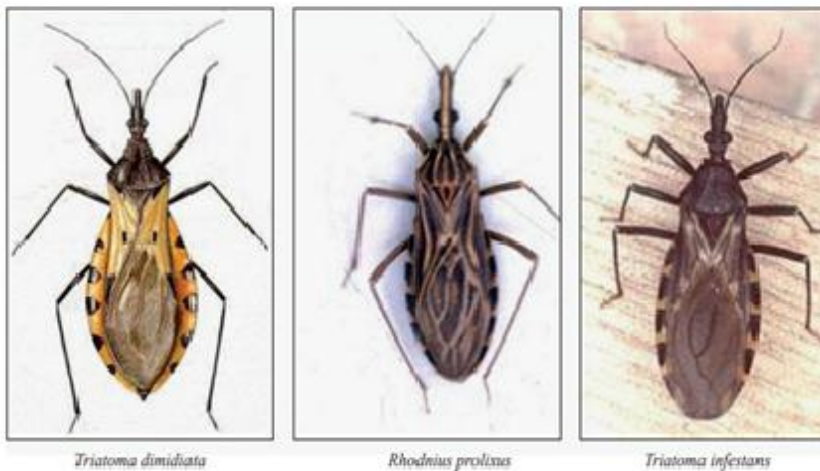 Triatoma dimidiata
Rhodnius prolixus
Triatoma infestans